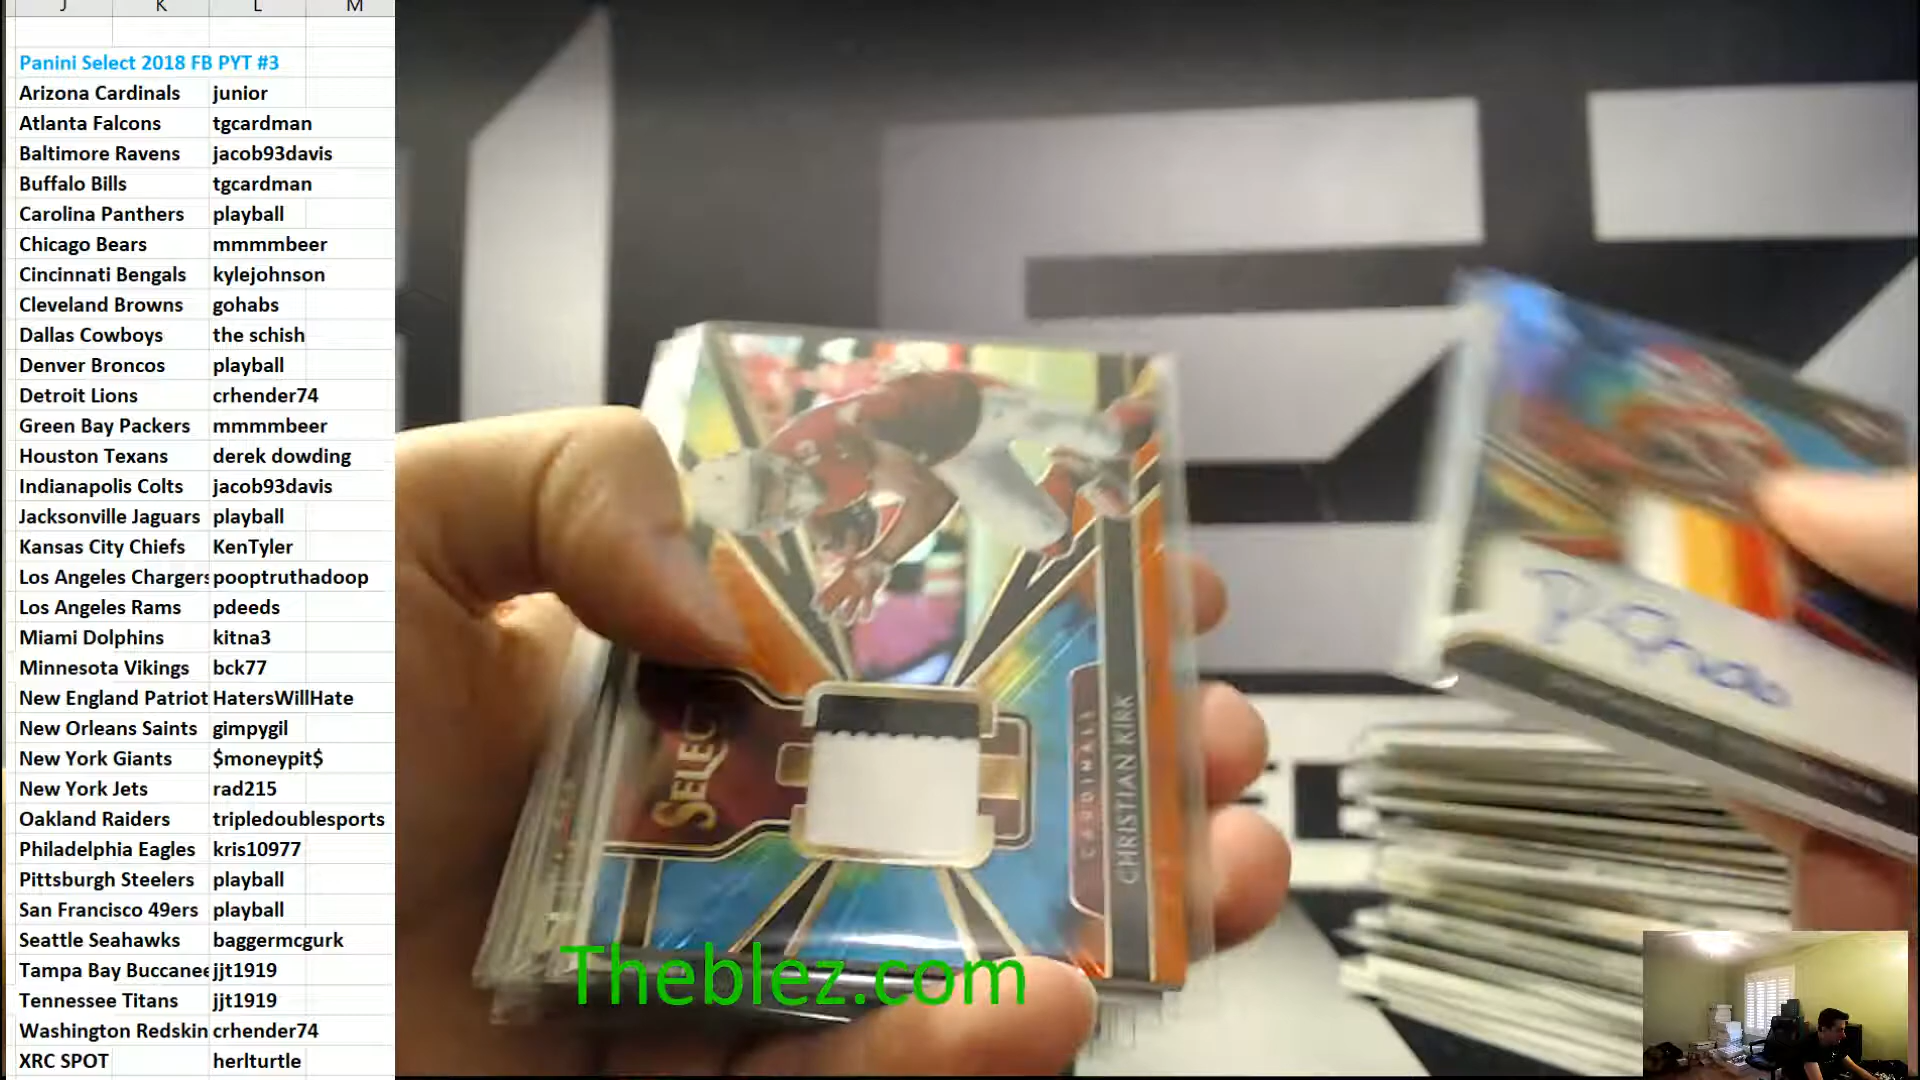 J K L M
Panini Select 2018 FB PYT #3
Arizona Cardinals junior
Atlanta Falcons tgcardman
Baltimore Ravens jacob93davis
Buffalo Bills tgcardman
Carolina Panthers playball
Chicago Bears mmmmbeer
Cincinnati Bengals kylejohnson
Cleveland Browns gohabs
Dallas Cowboys the schish
Denver Broncos playball
Detroit Lions crhender74
Green Bay Packers mmmmbeer
Houston Texans derek dowding
Indianapolis Colts jacob93davis
Jacksonville Jaguars playball
Kansas City Chiefs KenTyler
Los Angeles Chargers pooptruthadoop
Los Angeles Rams pdeeds
Miami Dolphins kitna3
Minnesota Vikings bck77
New England Patriot HatersWillHate
New Orleans Saints gimpygil
New York Giants $moneypit$
New York Jets rad215
Oakland Raiders tripledoublesports
Philadelphia Eagles kris10977
Pittsburgh Steelers playball
San Francisco 49ers playball
Seattle Seahawks baggermcgurk
Tampa Bay Buccanee jjt1919
Tennessee Titans jjt1919
Washington Redskin crhender74
XRC SPOT herlturtle
SELECT
CARDINALS
CHRISTIAN KIRK
Theblez.com